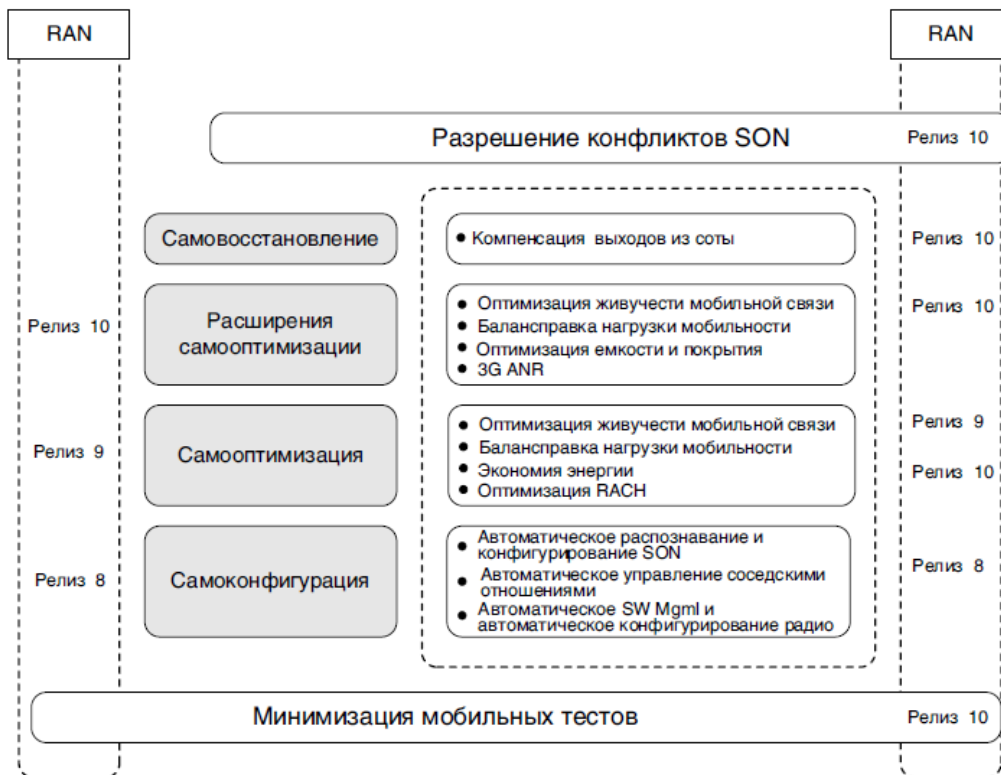 RAN
RAN
Разрешение конфликтов SON
Релиз 10
Самовосстановление
• Компенсация выходов из соты
Релиз 10
Релиз 10
Расширения
самооптимизации
• Оптимизация живучести мобильной связи
• Балансправка нагрузки мобильности
• Оптимизация емкости и покрытия
• 3G ANR
Релиз 10
Релиз 9
Самооптимизация
• Оптимизация живучести мобильной связи
• Балансправка нагрузки мобильности
• Экономия энергии
• Оптимизация RACH
Релиз 9
Релиз 10
Релиз 8
Самоконфигурация
• Автоматическое распознавание и
конфигурирование SON
• Автоматическое управление соседскими
отношениями
• Автоматическое SW Mgml и
автоматическое конфигурирование радио
Релиз 8
Минимизация мобильных тестов
Релиз 10